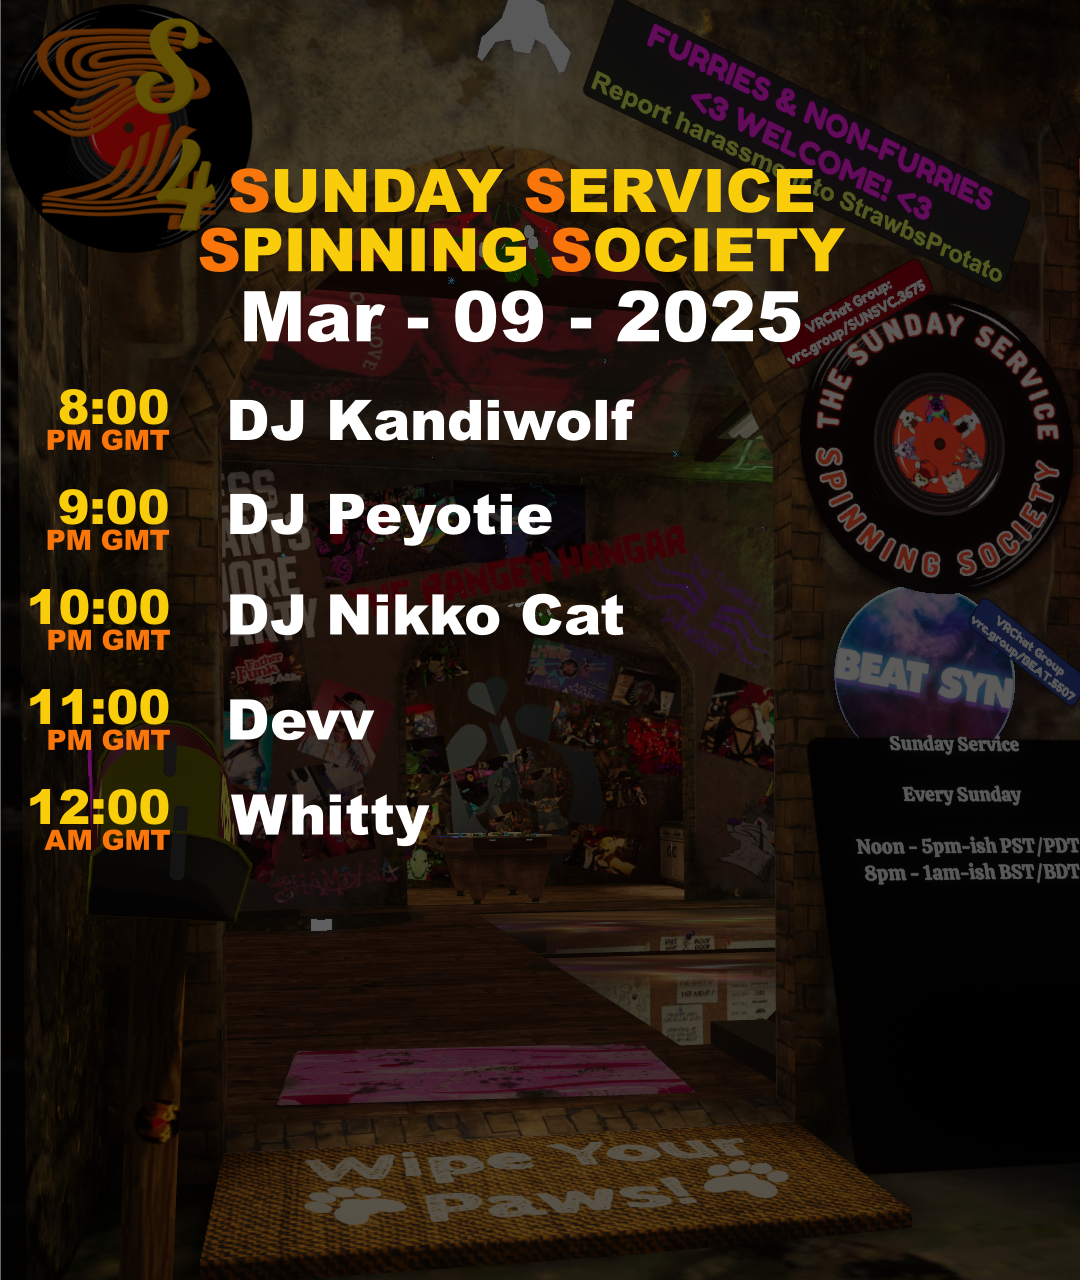 S
4
FURRIES & NON-FURRIES
<3 WELCOME! <3
Report harassment to StrawbsProtato
SUNDAY SERVICE
SPINNING SOCIETY
Mar - 09 - 2025
VRChat Group:
vrc.group/SUNSVC.3675
THE SUNDAY SERVICE
SPINNING SOCIETY
8:00
PM GMT
DJ Kandiwolf
9:00
PM GMT
DJ Peyotie
10:00
PM GMT
DJ Nikko Cat
11:00
PM GMT
Devv
12:00
AM GMT
Whitty
THE RANGER HANGAR
BEAT SYN
VRChat Group
vrc.group/BEAT.5507
Sunday Service
Every Sunday
Noon - 5pm-ish PST/PDT
8pm - 1am-ish BST/BDT
Wipe Your
Paws!